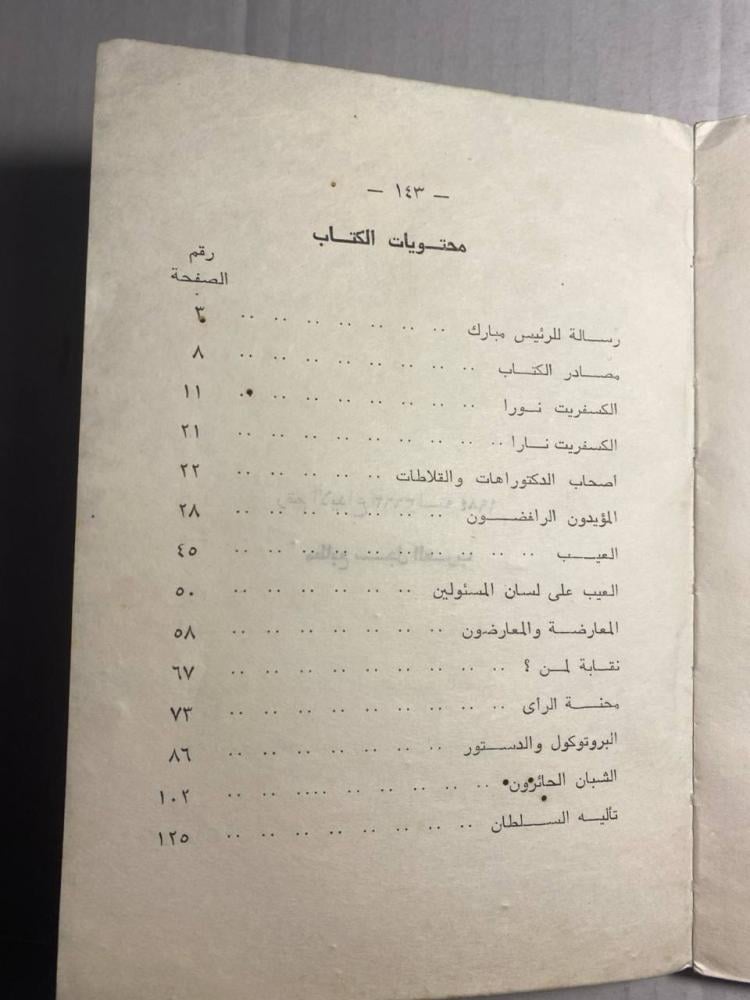 — ١٤٣ —
محتويات الكتاب
رقم
الصفحة
رسالة للرئيس مبارك .. .. .. .. .. .. .. ٣
مصادر الكتاب .. .. .. .. .. .. .. .. ٨
الكسفريت نورا .. .. .. .. .. .. .. .. ١١
الكسفريت نارا .. .. .. .. .. .. .. .. .. ٢١
اصحاب الدكتوراهات والقلاطات .. .. .. .. .. ٢٢
المؤيدون الرافضون .. .. .. .. .. .. .. ٢٨
العيب .. .. .. .. .. .. .. .. .. .. ٤٥
العيب على لسان المسئولين .. .. .. .. .. .. ٥٠
المعارضة والمعارضون .. .. .. .. .. .. .. ٥٨
نقابة لمن ؟ .. .. .. .. .. .. .. .. .. ٦٧
محنة الراى .. .. .. .. .. .. .. .. .. ٧٣
البروتوكول والدستور .. .. .. .. .. .. .. ٨٦
الشبان الحائرون .. .. .. .. .. .... .. .. ١٠٢
تأليه السلطان .. .. .. .. .. .. .. .. ١٢٥